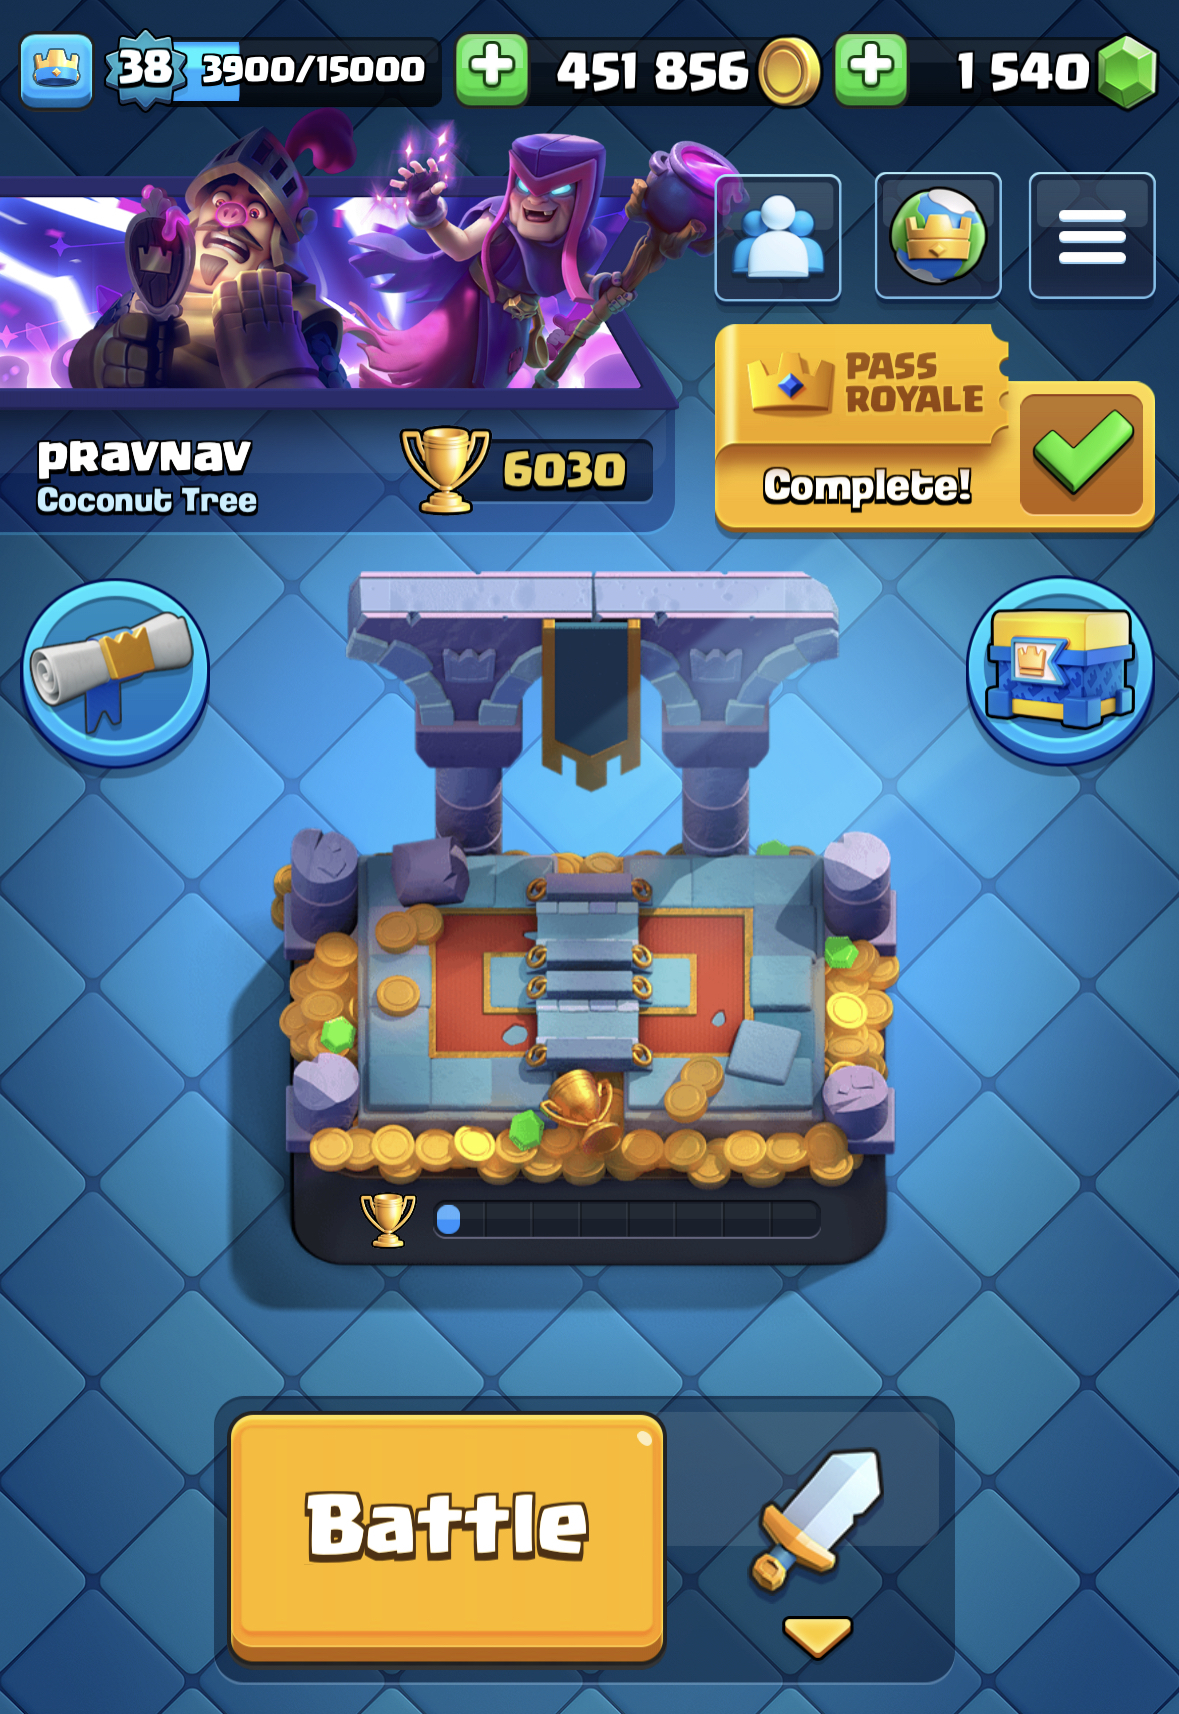 38 3900/15000 451 856 1 540
PASS
ROYALE
Complete!
pravnav
Coconut Tree
6030
Battle